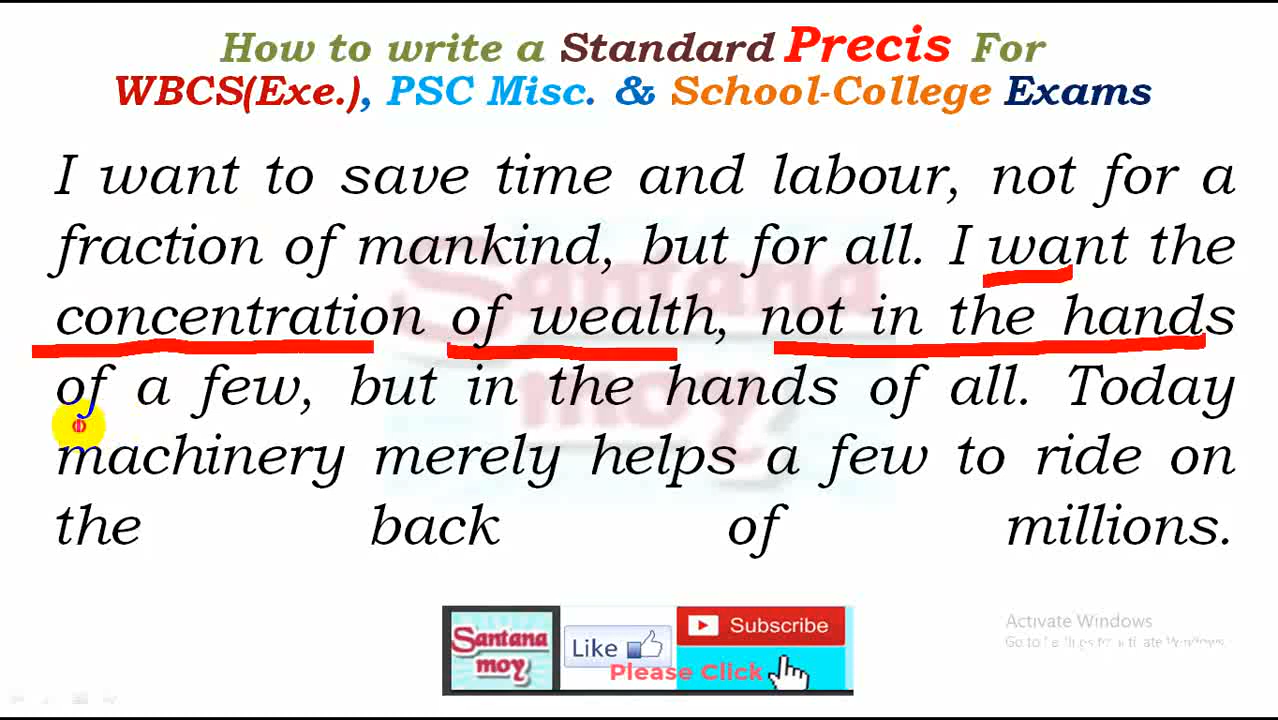 How to write a Standard Precis For
WBCS(Exe.), PSC Misc. & School-College Exams
I want to save time and labour, not for a
fraction of mankind, but for all. I want the
concentration of wealth, not in the hands
of a few, but in the hands of all. Today
machinery merely helps a few to ride on
the back of millions.
Santana
moy
Santana
moy
Like
Subscribe
Please Click
Activate Windows